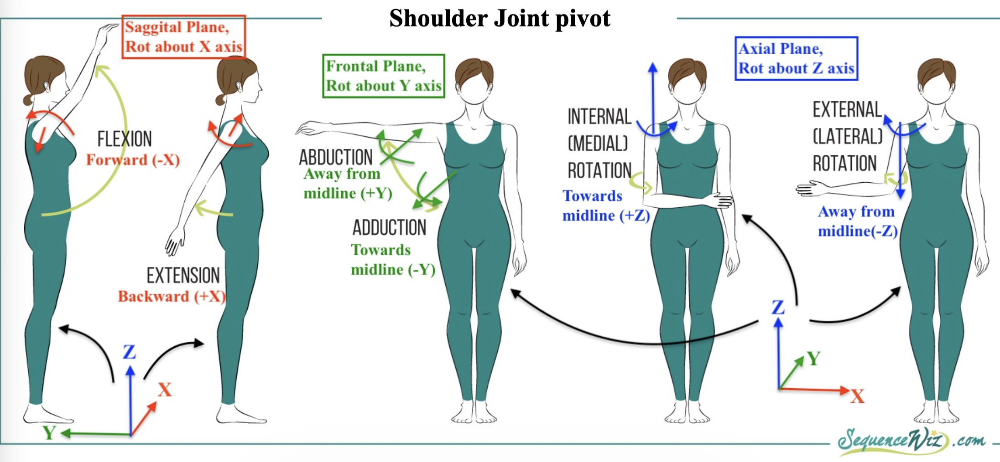 Shoulder Joint pivot
Saggital Plane,
Rot about X axis
FLEXION
Forward (-X)
EXTENSION
Backward (+X)
Z
X
Y
Frontal Plane,
Rot about Y axis
ABDUCTION
Away from
midline (+Y)
ADDUCTION
Towards
midline (-Y)
INTERNAL
(MEDIAL)
ROTATION
Towards
midline (+Z)
Axial Plane,
Rot about Z axis
EXTERNAL
(LATERAL)
ROTATION
Away from
midline(-Z)
Z
Y
X
SequenceWiz.com